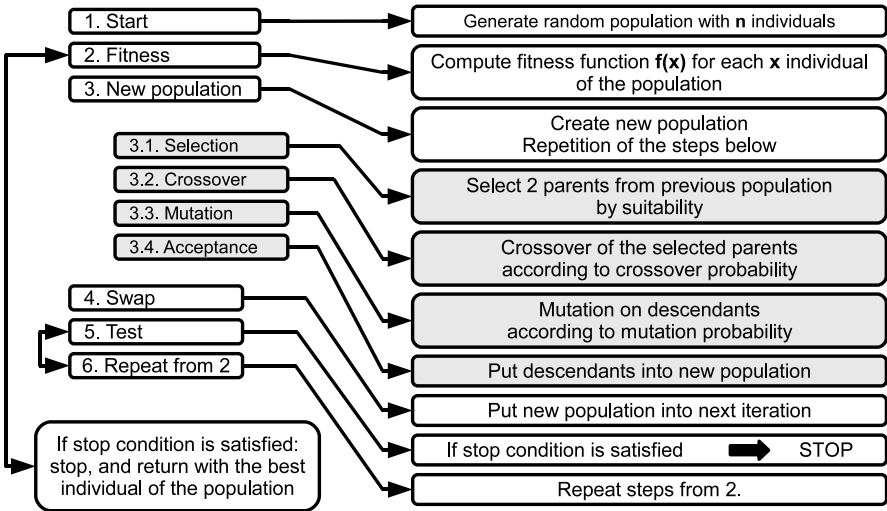 1. Start
Generate random population with n individuals
2. Fitness
Compute fitness function f(x) for each x individual
of the population
3. New population
Create new population
Repetition of the steps below
3.1. Selection
Select 2 parents from previous population
by suitability
3.2. Crossover
Crossover of the selected parents
according to crossover probability
3.3. Mutation
Mutation on descendants
according to mutation probability
3.4. Acceptance
Put descendants into new population
4. Swap
Put new population into next iteration
5. Test
If stop condition is satisfied STOP
6. Repeat from 2
Repeat steps from 2.
If stop condition is satisfied:
stop, and return with the best
individual of the population